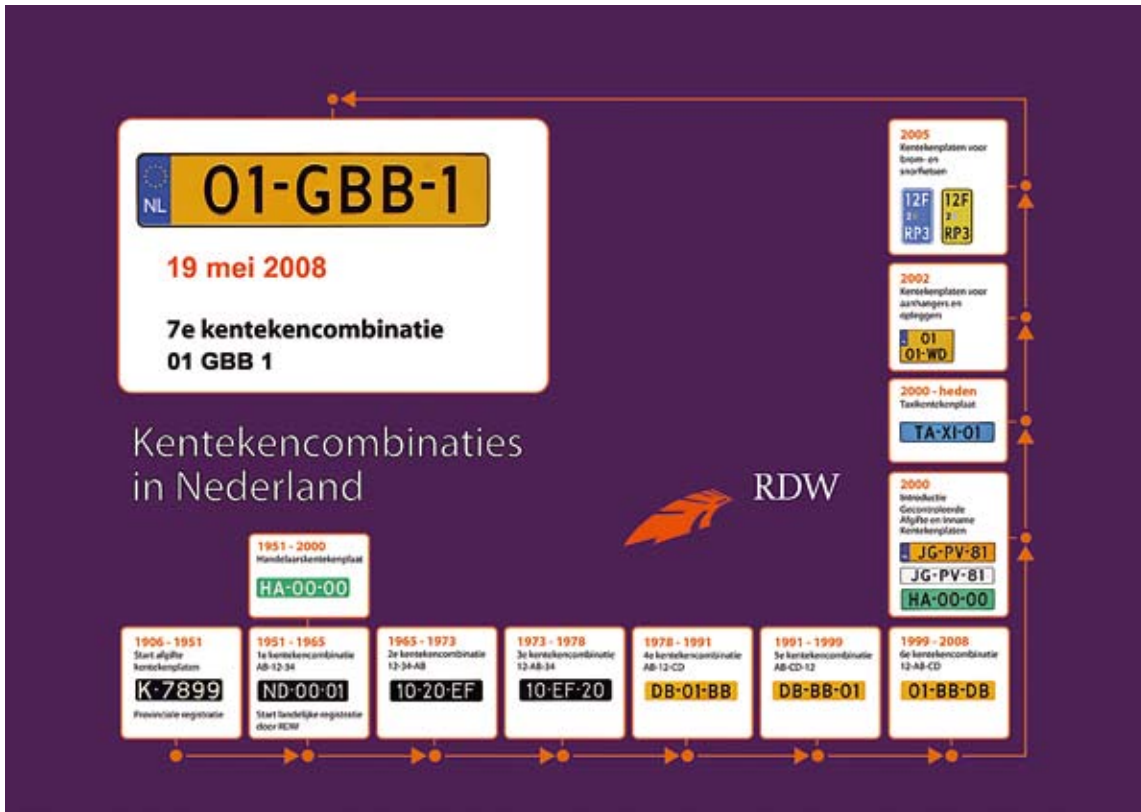 01-GBB-1
NL
19 mei 2008
7e kentekencombinatie
01 GBB 1
Kentekencombinaties
in Nederland
RDW
1906 - 1951
Start afgifte
kentekenplaten
K-7899
Provinciale registratie
1951 - 2000
Handelaarskentekenplaat
HA-00-00
1951 - 1965
1e kentekencombinatie
AB-12-34
ND-00-01
Start landelijke registratie
door RDW
1965 - 1973
2e kentekencombinatie
12-34-AB
10-20-EF
1973 - 1978
3e kentekencombinatie
12-AB-34
10-EF-20
1978 - 1991
4e kentekencombinatie
AB-12-CD
DB-01-BB
1991 - 1999
5e kentekencombinatie
AB-CD-12
DB-BB-01
1999 - 2008
6e kentekencombinatie
12-AB-CD
01-BB-DB
2000
Introductie
Gecontroleerde
Afgifte en Inname
Kentekenplaten
JG-PV-81
JG-PV-81
HA-00-00
2000 - heden
Taxikentekenplaat
TA-XI-01
2002
Kentekenplaten voor
aanhangers en
opleggers
01
01-WD
2005
Kentekenplaten voor
brom- en
snorfietsen
12F 12F
RP3 RP3